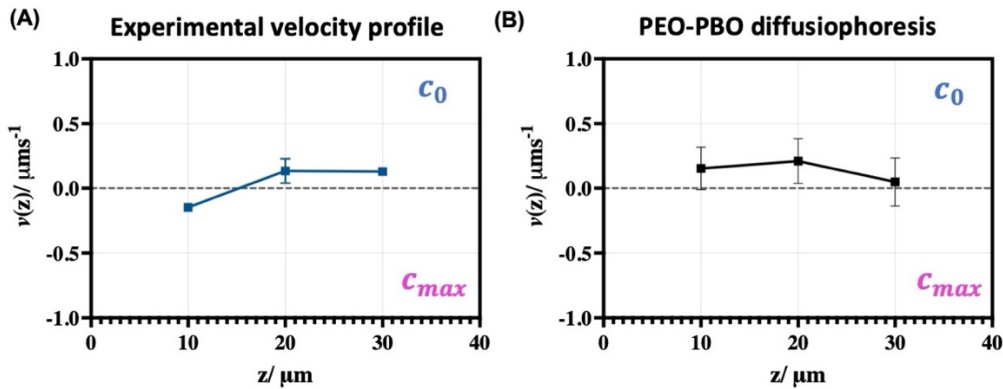 (A)
Experimental velocity profile
1.0
0.5
0.0
-0.5
-1.0
v(z)/ μms⁻¹
c₀
cₘₐₓ
0 10 20 30 40
z/ μm
(B)
PEO-PBO diffusiophoresis
1.0
0.5
0.0
-0.5
-1.0
v(z)/ μms⁻¹
c₀
cₘₐₓ
0 10 20 30 40
z/ μm